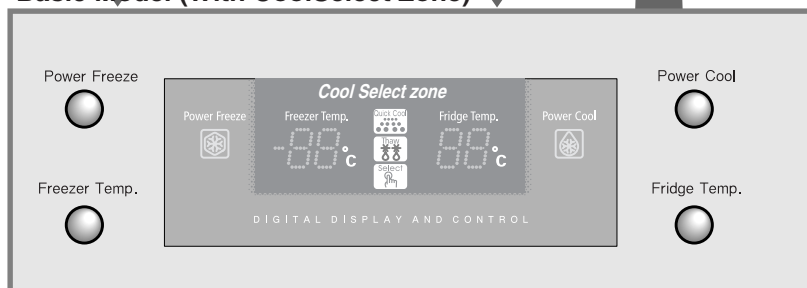 Basic Model (With CoolSelect Zone)
Power Freeze
Power Cool
Cool Select zone
Power Freeze
Freezer Temp.
Quick Cool
Fridge Temp.
Power Cool
-88°C
Thaw
88°C
Select
Freezer Temp.
Fridge Temp.
DIGITAL DISPLAY AND CONTROL